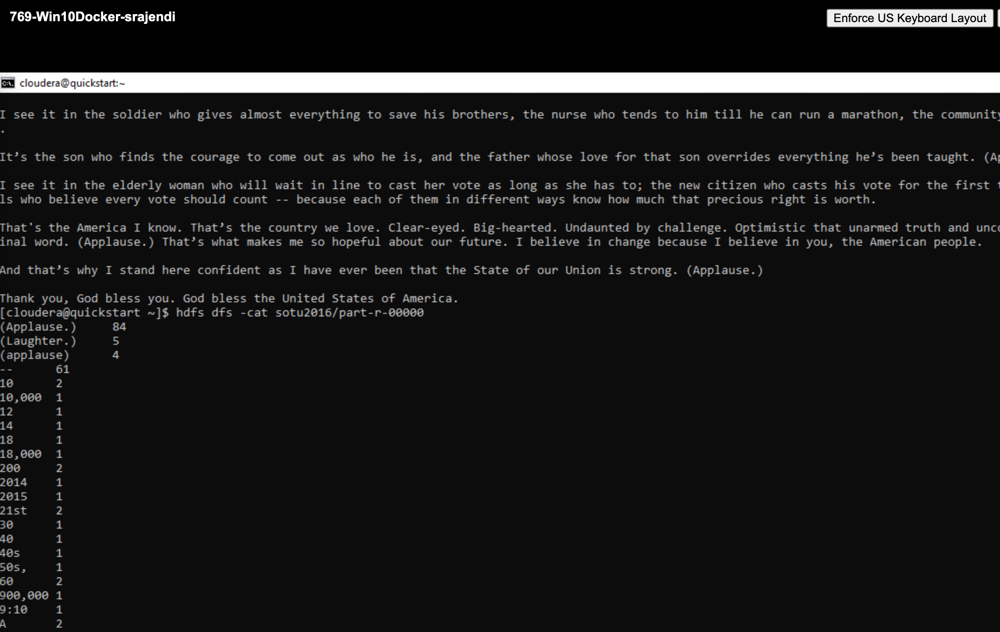 769-Win10Docker-srajendi
Enforce US Keyboard Layout
cloudera@quickstart:~
I see it in the soldier who gives almost everything to save his brothers, the nurse who tends to him till he can run a marathon, the community
.
It’s the son who finds the courage to come out as who he is, and the father whose love for that son overrides everything he’s been taught.
I see it in the elderly woman who will wait in line to cast her vote as long as she has to; the new citizen who casts his vote for the first
ls who believe every vote should count -- because each of them in different ways know how much that precious right is worth.
That's the America I know. That’s the country we love. Clear-eyed. Big-hearted. Undaunted by challenge. Optimistic that unarmed truth and
inal word. (Applause.) That’s what makes me so hopeful about our future. I believe in change because I believe in you, the American people.
And that’s why I stand here confident as I have ever been that the State of our Union is strong. (Applause.)
Thank you, God bless you. God bless the United States of America.
[cloudera@quickstart ~]$ hdfs dfs -cat sotu2016/part-r-00000
(Applause.) 84
(Laughter.) 5
(applause) 4
-- 61
10 2
10,000 1
12 1
14 1
18 1
18,000 1
200 2
2014 1
2015 1
21st 2
30 1
40 1
40s 1
50s, 1
60 2
900,000 1
9:10 1
A 2